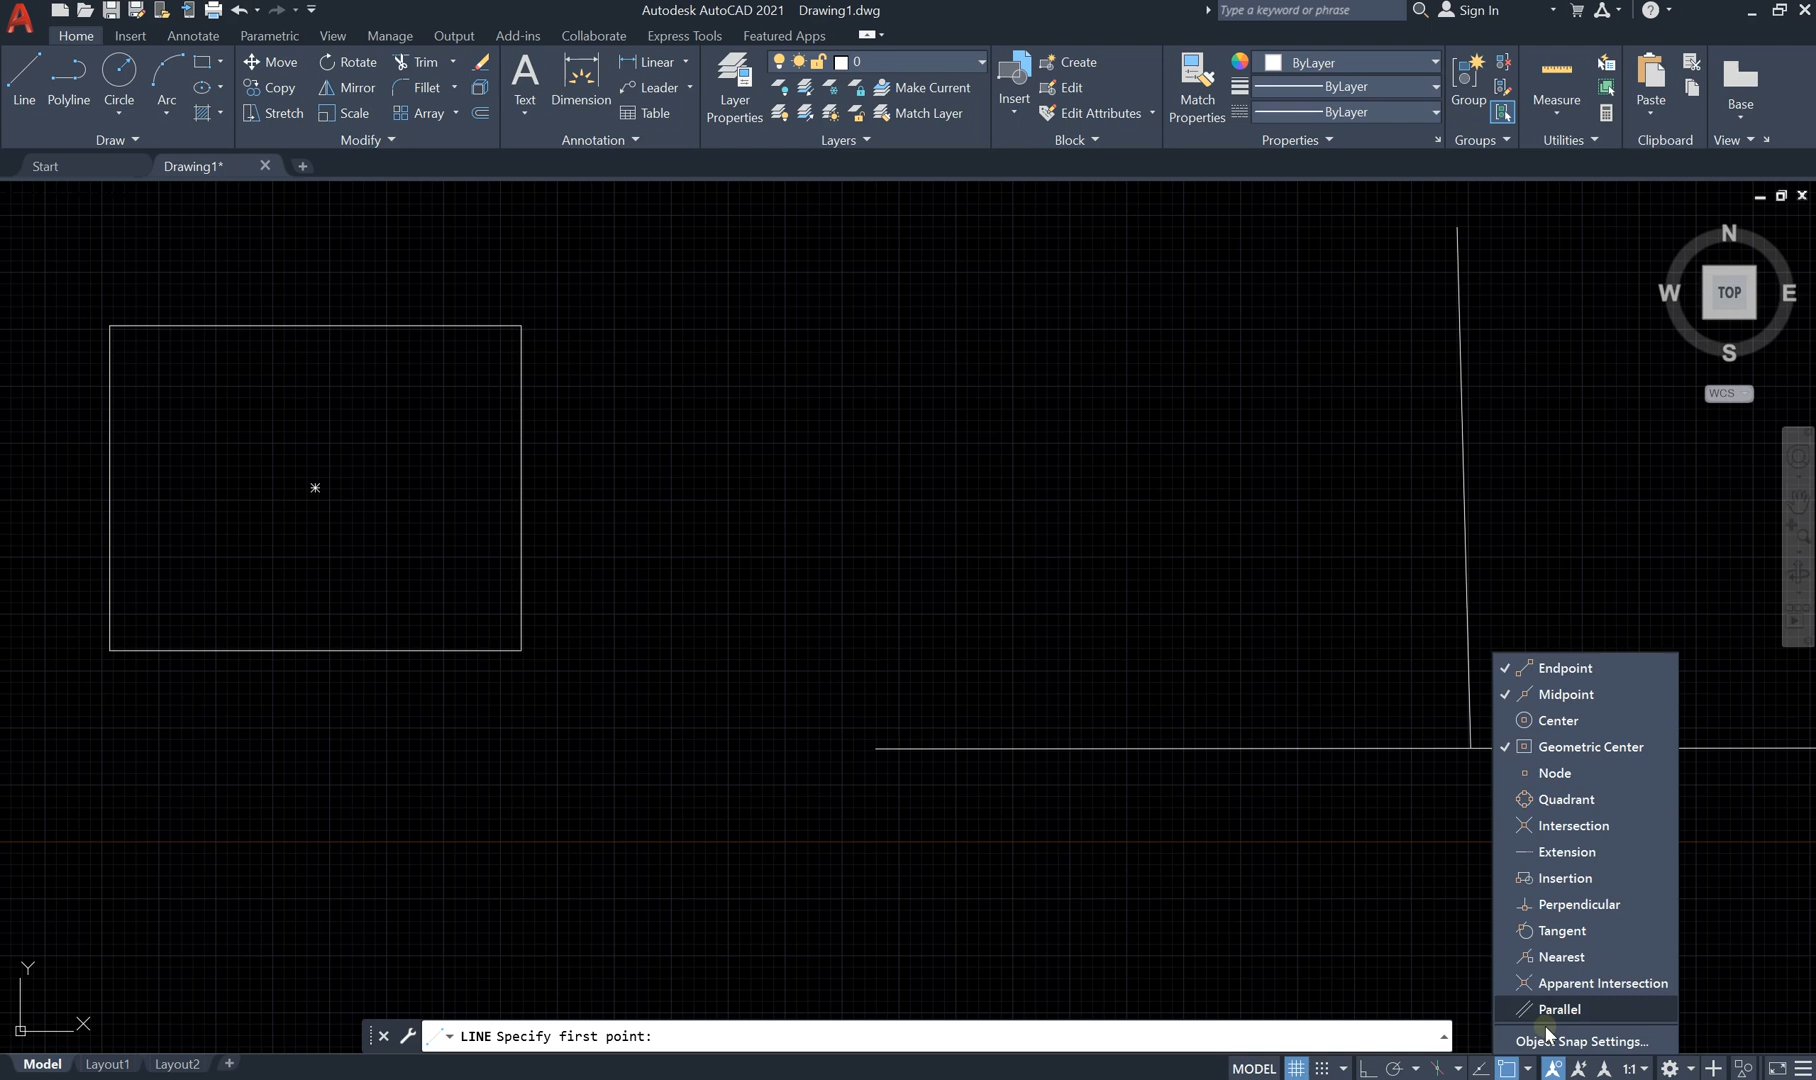 Autodesk AutoCAD 2021 Drawing1.dwg
Type a keyword or phrase
Sign In
Home Insert Annotate Parametric View Manage Output Add-ins Collaborate Express Tools Featured Apps
Line Polyline Circle Arc
Draw
Move Rotate Trim
Copy Mirror Fillet
Stretch Scale Array
Modify
Text Dimension
Linear
Leader
Table
Annotation
Layer Properties
0
Make Current
Match Layer
Layers
Insert
Create
Edit
Edit Attributes
Block
Match Properties
ByLayer
ByLayer
ByLayer
Properties
Group
Groups
Measure
Utilities
Paste
Clipboard
Base
View
Start Drawing1*
N
W TOP E
S
WCS
Endpoint
Midpoint
Center
Geometric Center
Node
Quadrant
Intersection
Extension
Insertion
Perpendicular
Tangent
Nearest
Apparent Intersection
Parallel
Object Snap Settings...
Y
X
LINE Specify first point:
Model Layout1 Layout2
MODEL 1:1